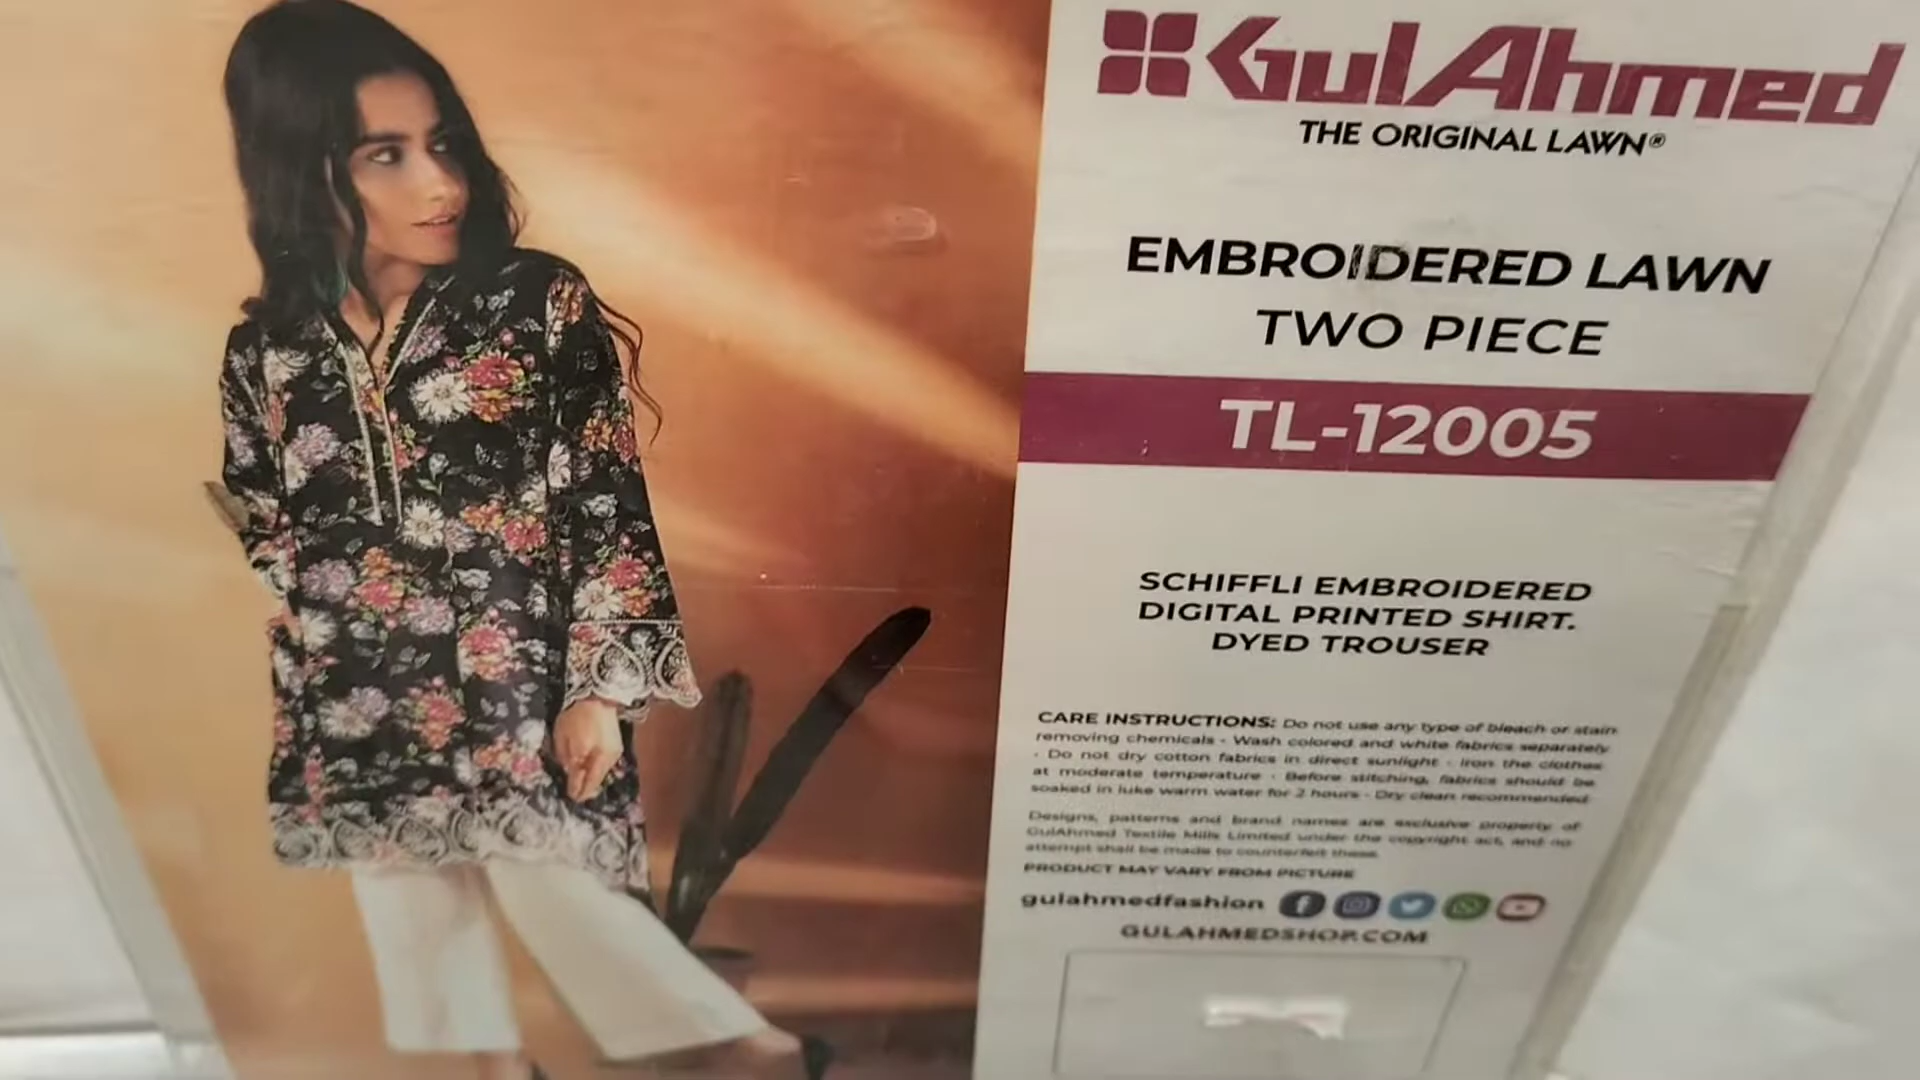 GulAhmed
THE ORIGINAL LAWN®
EMBROIDERED LAWN
TWO PIECE
TL-12005
SCHIFFLI EMBROIDERED
DIGITAL PRINTED SHIRT.
DYED TROUSER
CARE INSTRUCTIONS: Do not use any type of bleach or stain
removing chemicals - Wash colored and white fabrics separately
- Do not dry cotton fabrics in direct sunlight - Iron the clothes
at moderate temperature - Before stitching, fabrics should be
soaked in luke warm water for 2 hours - Dry clean recommended
Designs, patterns and brand names are exclusive property of
GulAhmed Textile Mills Limited under the copyright act, and no
attempt shall be made to counterfeit these.
PRODUCT MAY VARY FROM PICTURE
gulahmedfashion
GULAHMEDSHOP.COM